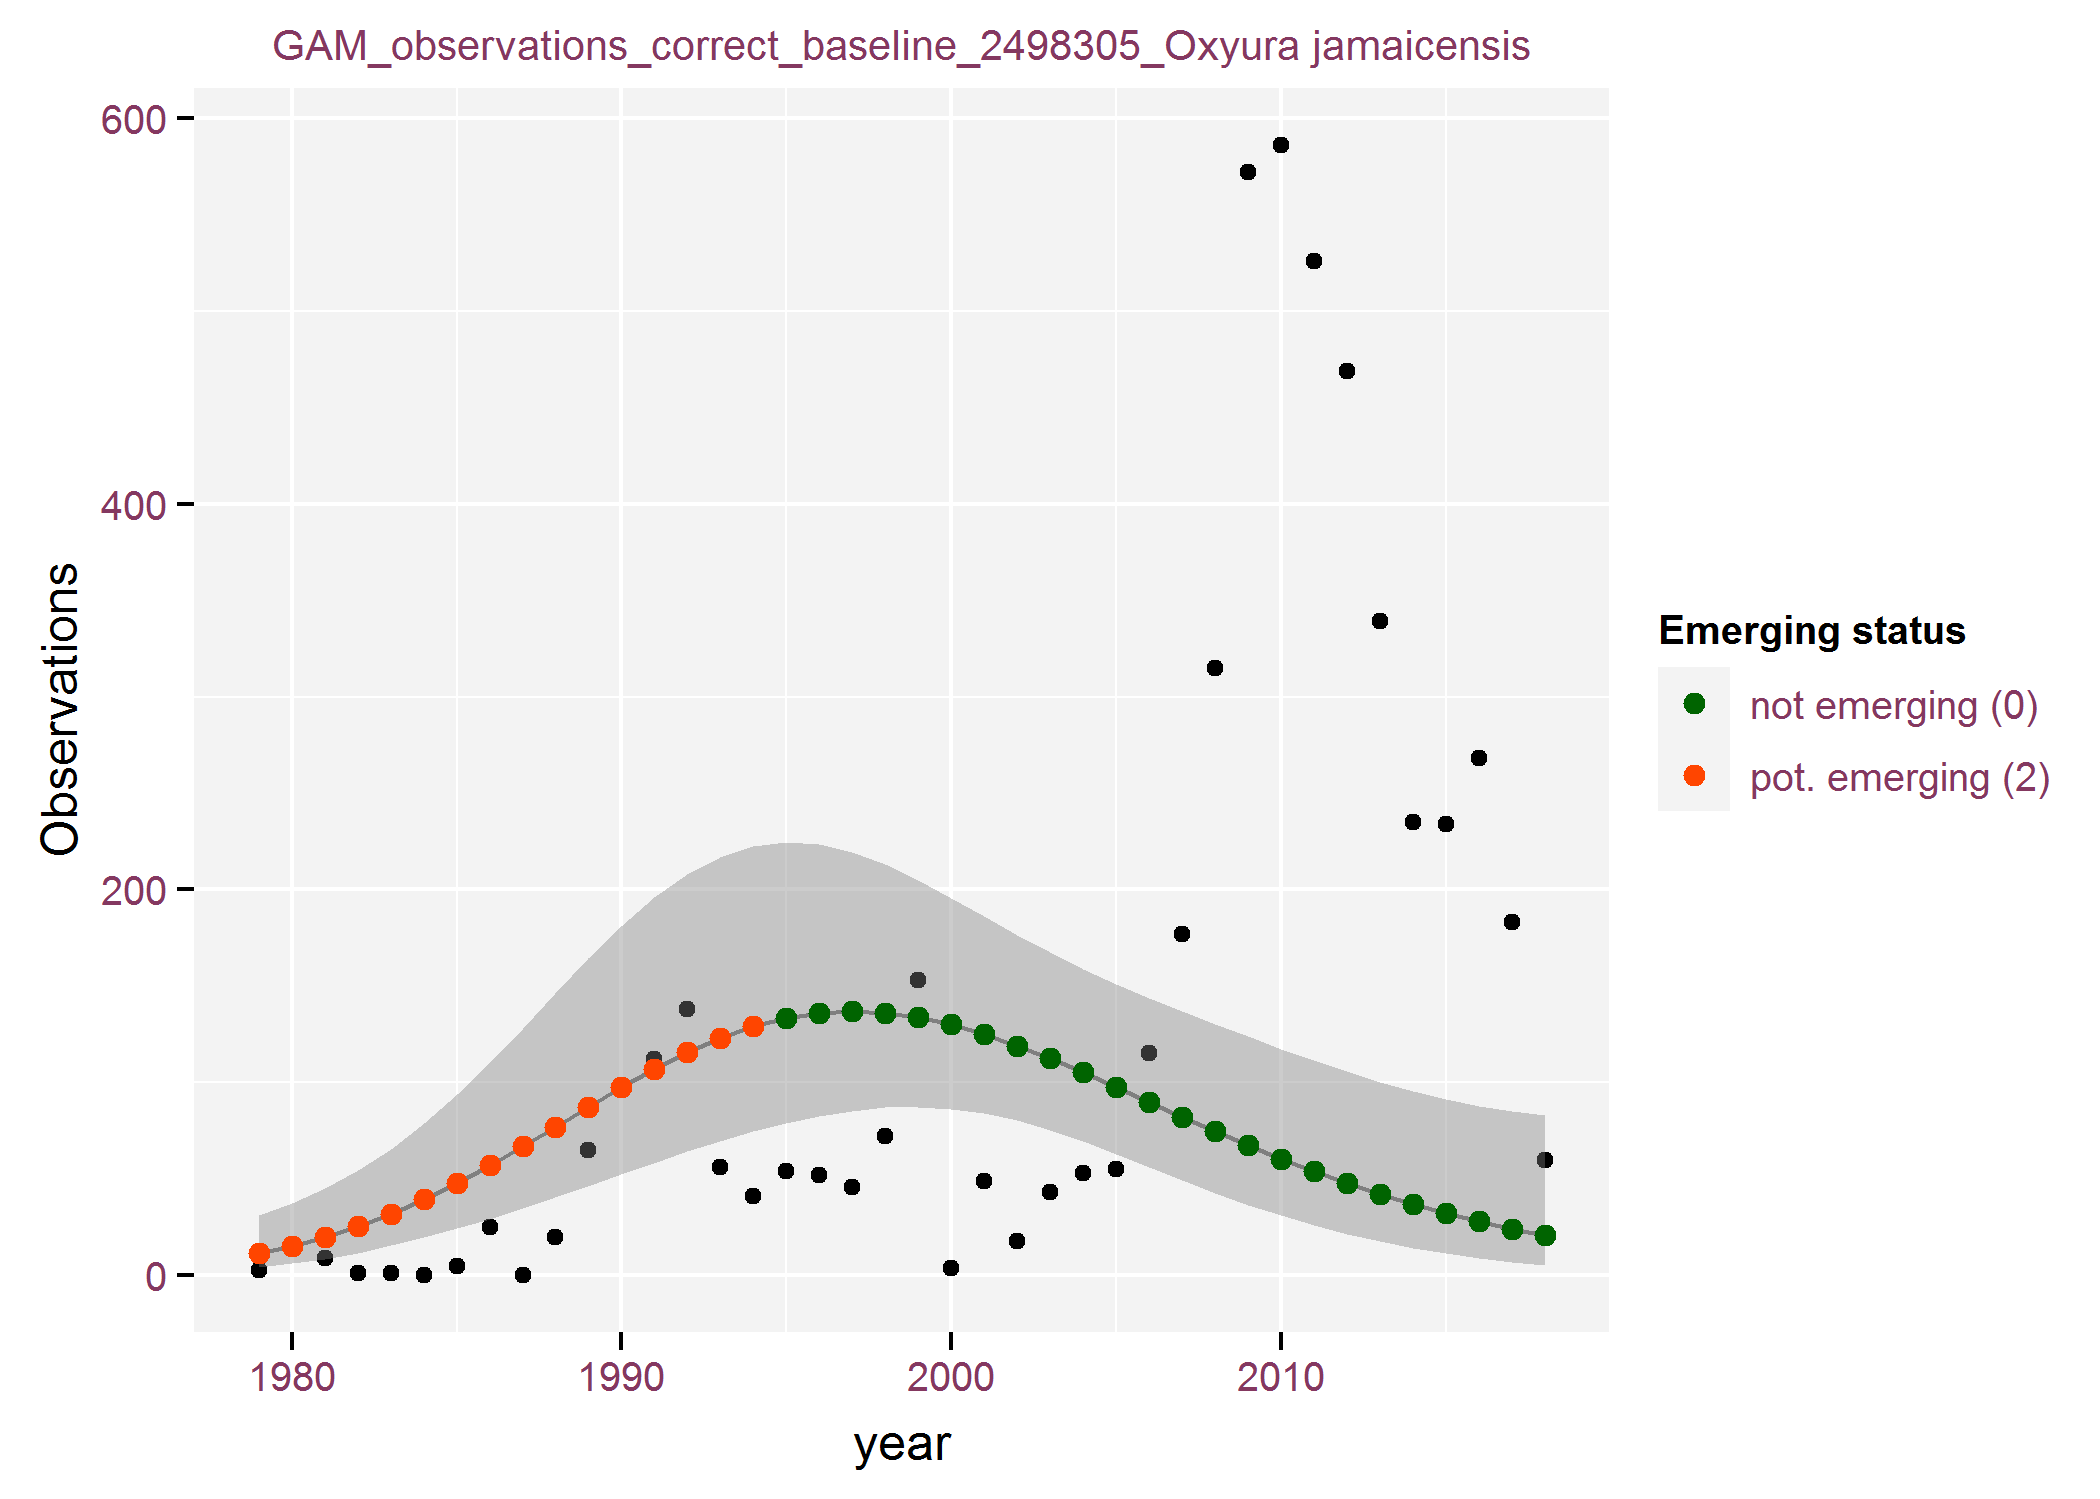 GAM_observations_correct_baseline_2498305_Oxyura jamaicensis
600
400
200
0
Observations
1980 1990 2000 2010
year
Emerging status
not emerging (0)
pot. emerging (2)